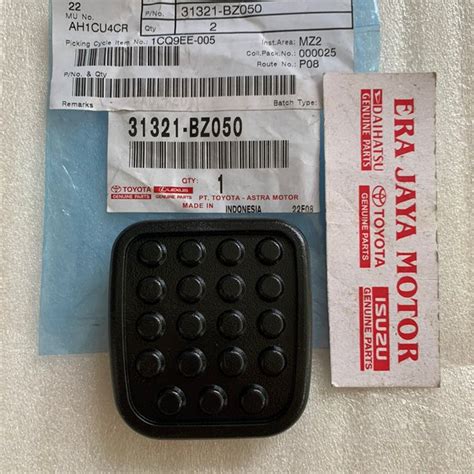 22
P/No. 31321-BZ050
MU No.
AH1CU4CR
Qty 2
Picking Cycle Item No.: 1CQ9EE-005
Inst.Area: MZ2
Coll.Pack.No.: 000025
P/No. & Qty
Route No.: P08
Remarks
Batch Type:
31321-BZ050
QTY:
1
TOYOTA
GENUINE PARTS
LEXUS
GENUINE PARTS
PT. TOYOTA - ASTRA MOTOR
MADE IN INDONESIA 22E08
ERA JAYA MOTOR
DAIHATSU
GENUINE PARTS
TOYOTA
GENUINE PARTS
ISUZU
GENUINE PARTS